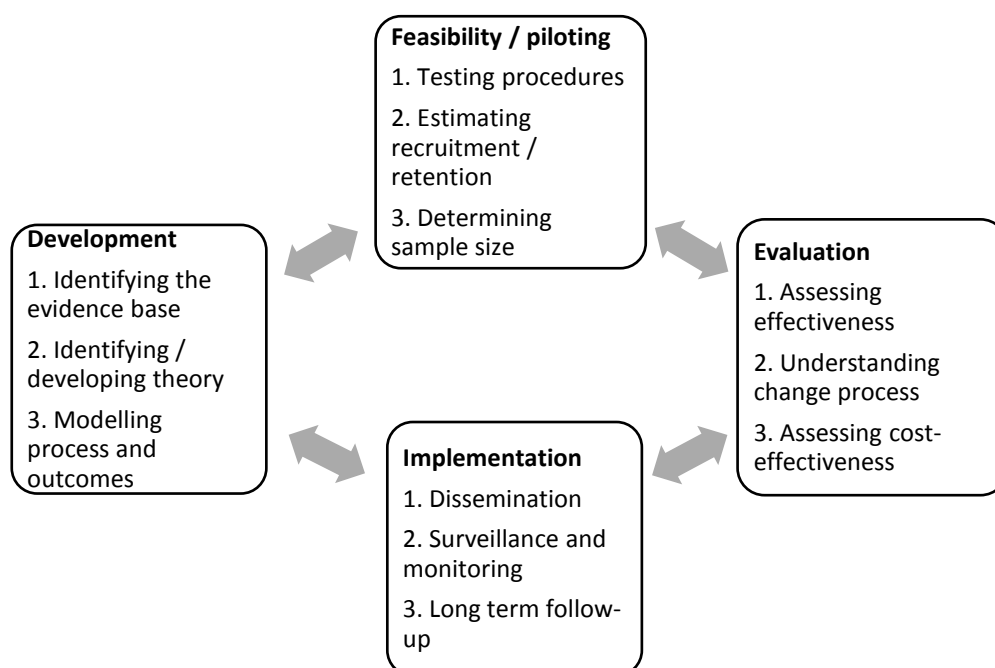 Feasibility / piloting
1. Testing procedures
2. Estimating
recruitment /
retention
3. Determining
sample size
Development
1. Identifying the
evidence base
2. Identifying /
developing theory
3. Modelling
process and
outcomes
Evaluation
1. Assessing
effectiveness
2. Understanding
change process
3. Assessing cost-
effectiveness
Implementation
1. Dissemination
2. Surveillance and
monitoring
3. Long term follow-
up